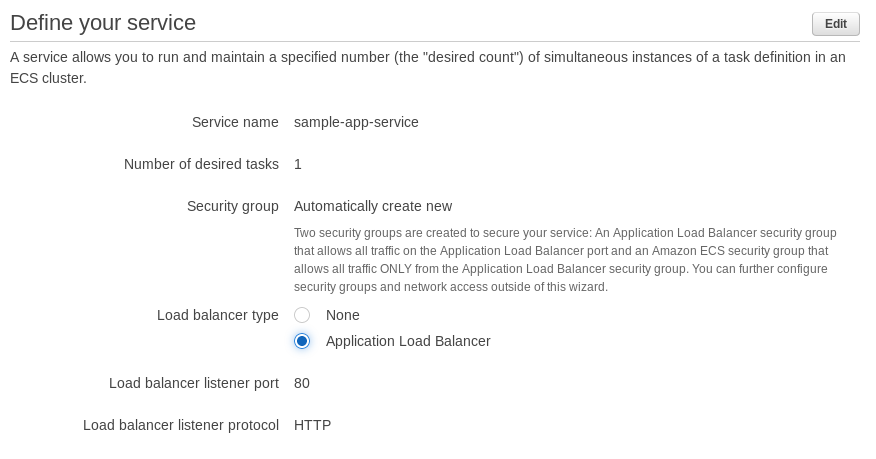 Define your service
Edit
A service allows you to run and maintain a specified number (the "desired count") of simultaneous instances of a task definition in an
ECS cluster.
Service name sample-app-service
Number of desired tasks 1
Security group Automatically create new
Two security groups are created to secure your service: An Application Load Balancer security group
that allows all traffic on the Application Load Balancer port and an Amazon ECS security group that
allows all traffic ONLY from the Application Load Balancer security group. You can further configure
security groups and network access outside of this wizard.
Load balancer type None
Application Load Balancer
Load balancer listener port 80
Load balancer listener protocol HTTP